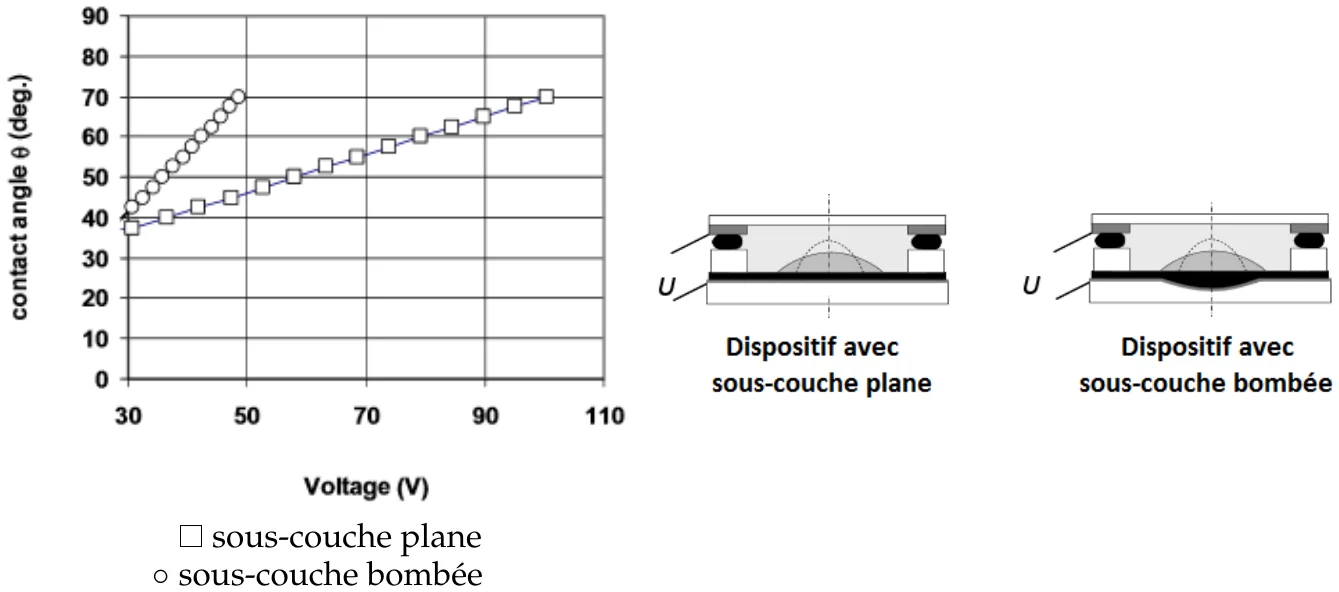 90
80
70
60
50
40
30
20
10
0
contact angle θ (deg.)
30 50 70 90 110
Voltage (V)
□ sous-couche plane
○ sous-couche bombée
U
Dispositif avec
sous-couche plane
U
Dispositif avec
sous-couche bombée